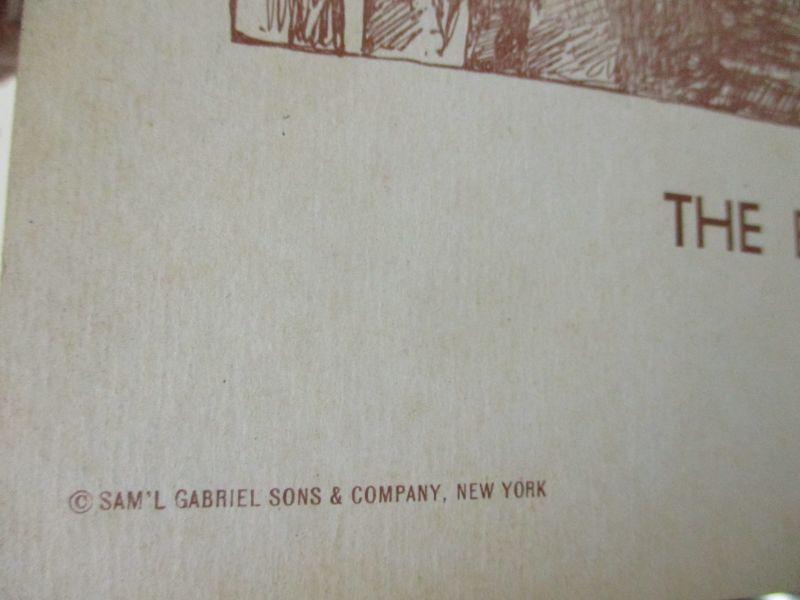 THE
© SAM'L GABRIEL SONS & COMPANY, NEW YORK